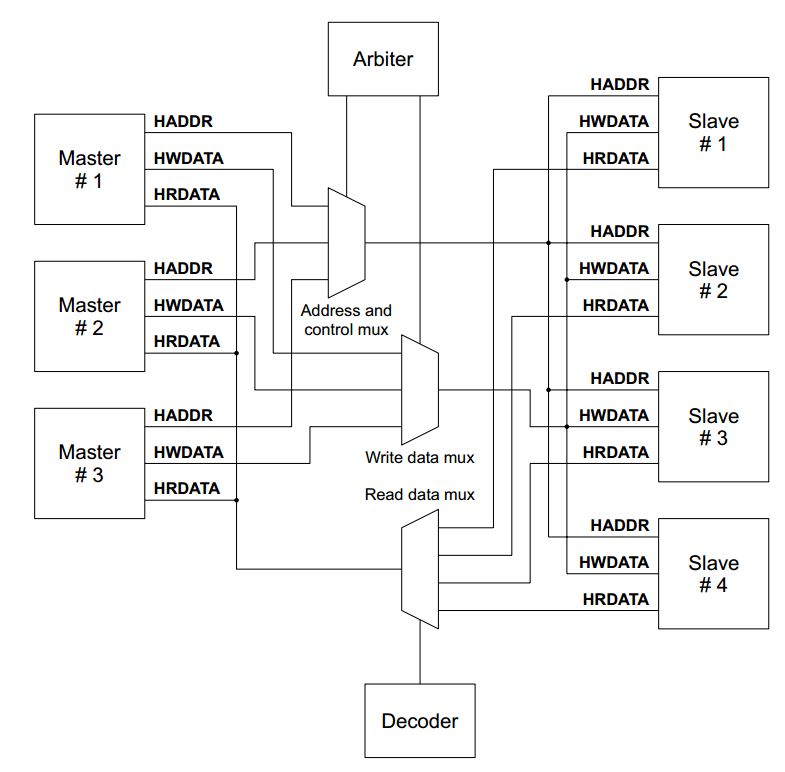 Arbiter
Master
# 1
HADDR
HWDATA
HRDATA
Master
# 2
HADDR
HWDATA
HRDATA
Master
# 3
HADDR
HWDATA
HRDATA
Address and
control mux
Write data mux
Read data mux
HADDR
HWDATA
HRDATA
Slave
# 1
HADDR
HWDATA
HRDATA
Slave
# 2
HADDR
HWDATA
HRDATA
Slave
# 3
HADDR
HWDATA
HRDATA
Slave
# 4
Decoder